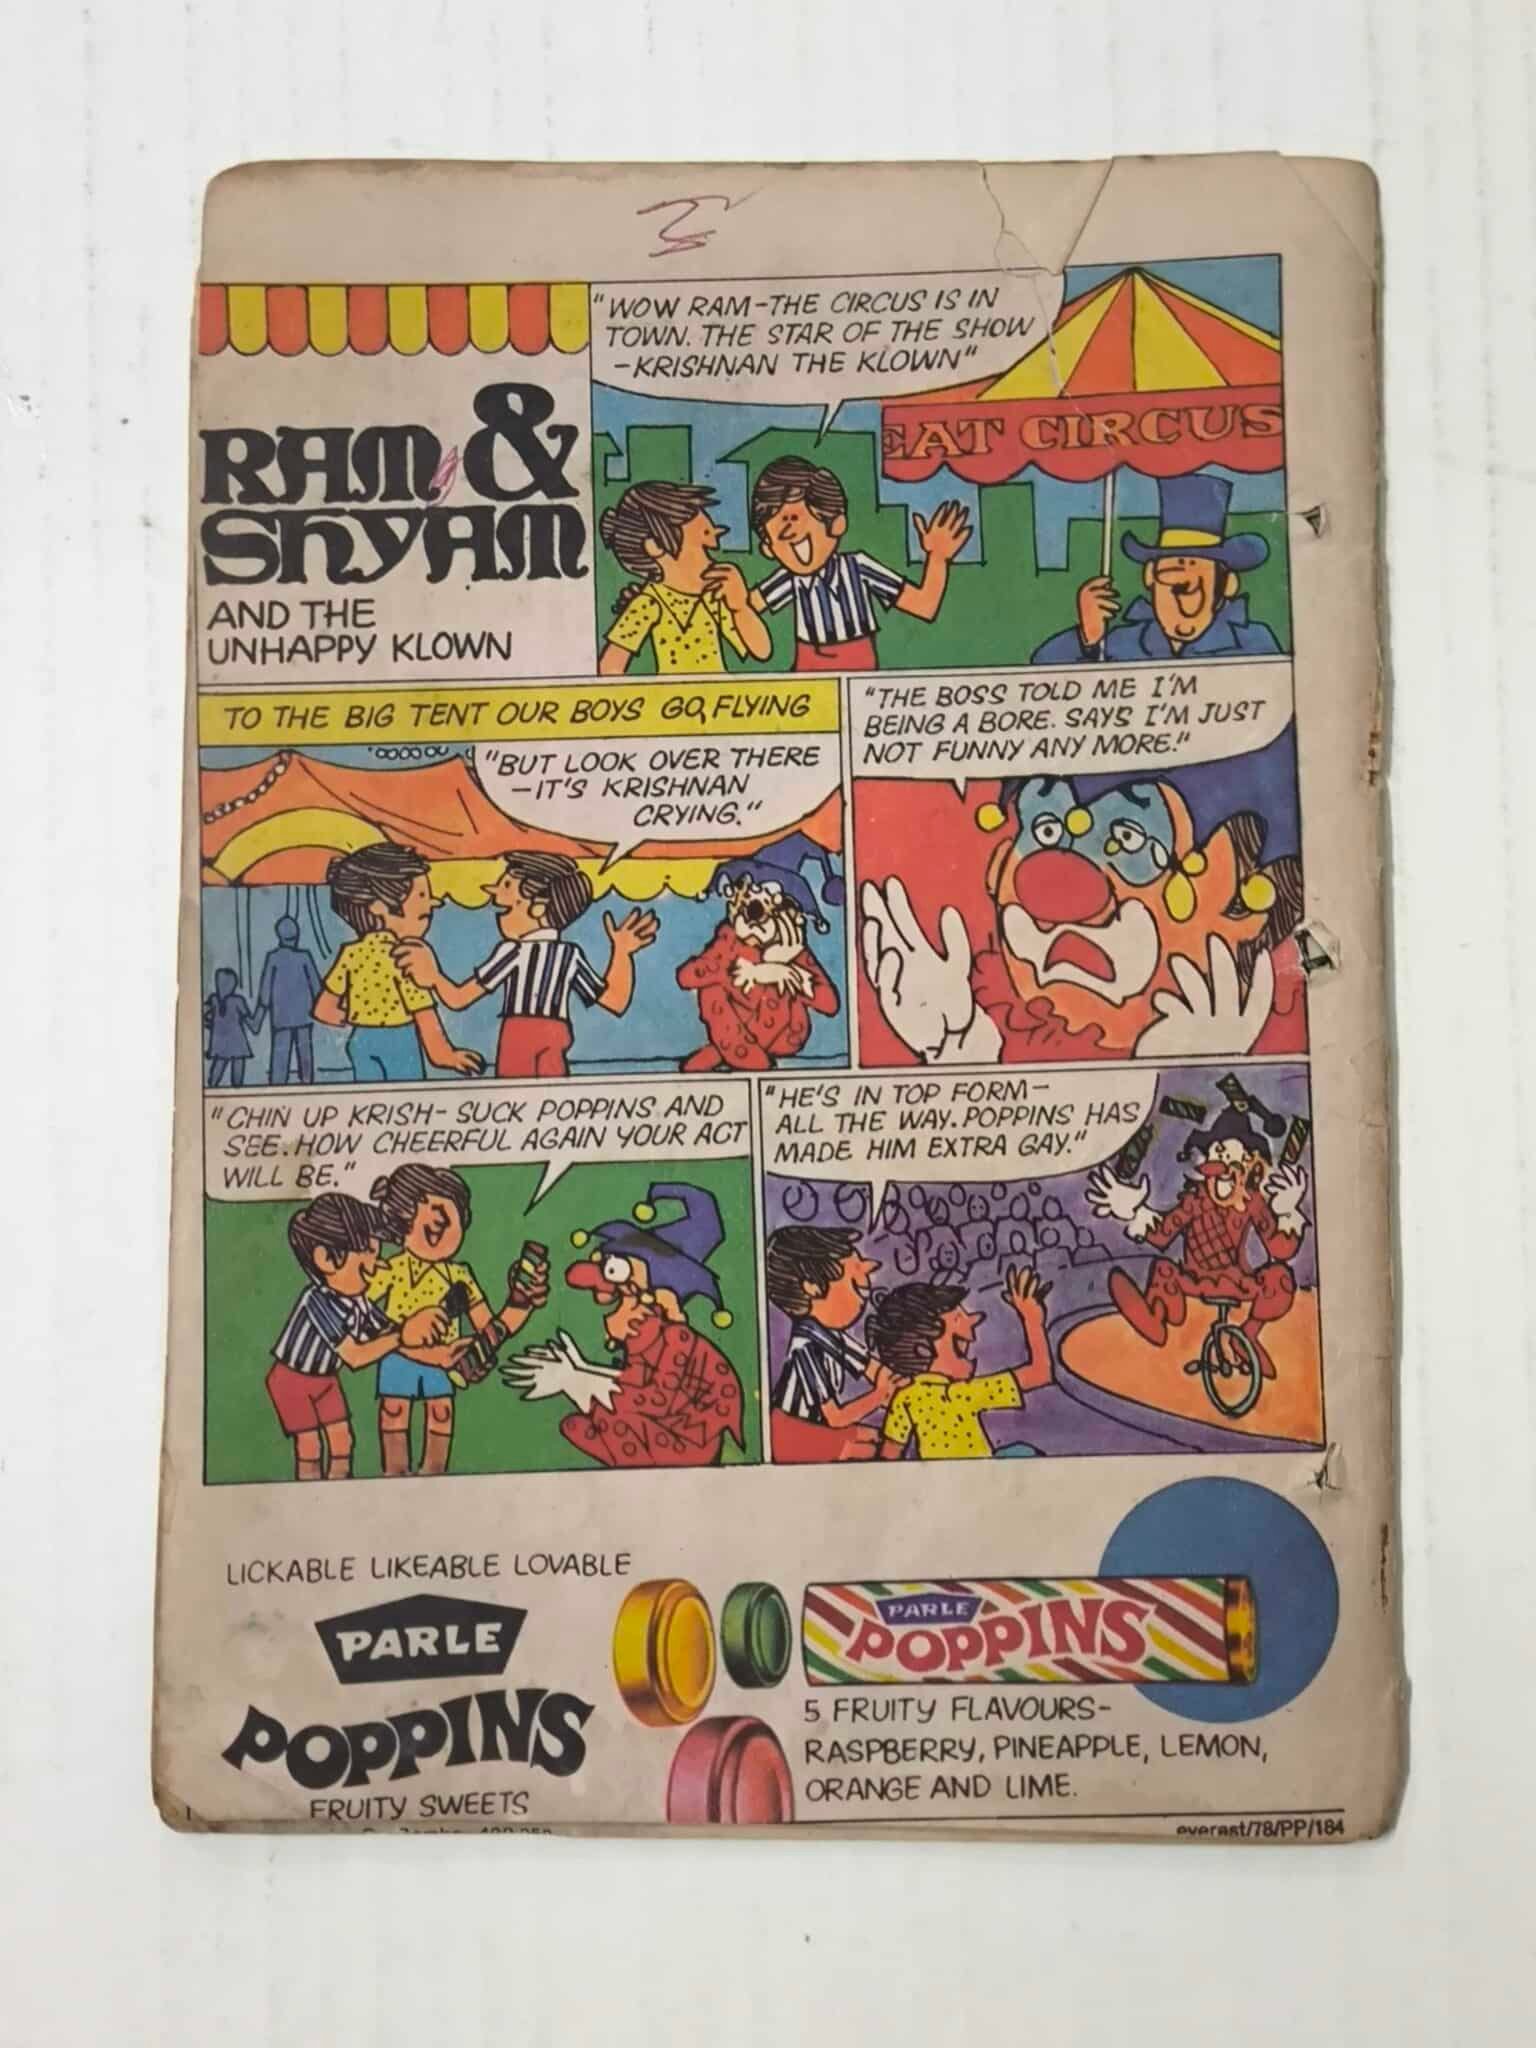 RAM &
SHYAM
AND THE
UNHAPPY KLOWN
"WOW RAM-THE CIRCUS IS IN
TOWN. THE STAR OF THE SHOW
-KRISHNAN THE KLOWN"
EAT CIRCUS
TO THE BIG TENT OUR BOYS GO, FLYING
"BUT LOOK OVER THERE
-IT'S KRISHNAN
CRYING."
"THE BOSS TOLD ME I'M
BEING A BORE. SAYS I'M JUST
NOT FUNNY ANY MORE."
"CHIN UP KRISH- SUCK POPPINS AND
SEE. HOW CHEERFUL AGAIN YOUR ACT
WILL BE."
"HE'S IN TOP FORM-
ALL THE WAY. POPPINS HAS
MADE HIM EXTRA GAY."
LICKABLE LIKEABLE LOVABLE
PARLE
POPPINS
FRUITY SWEETS
PARLE
POPPINS
5 FRUITY FLAVOURS-
RASPBERRY, PINEAPPLE, LEMON,
ORANGE AND LIME.
everest/78/PP/184